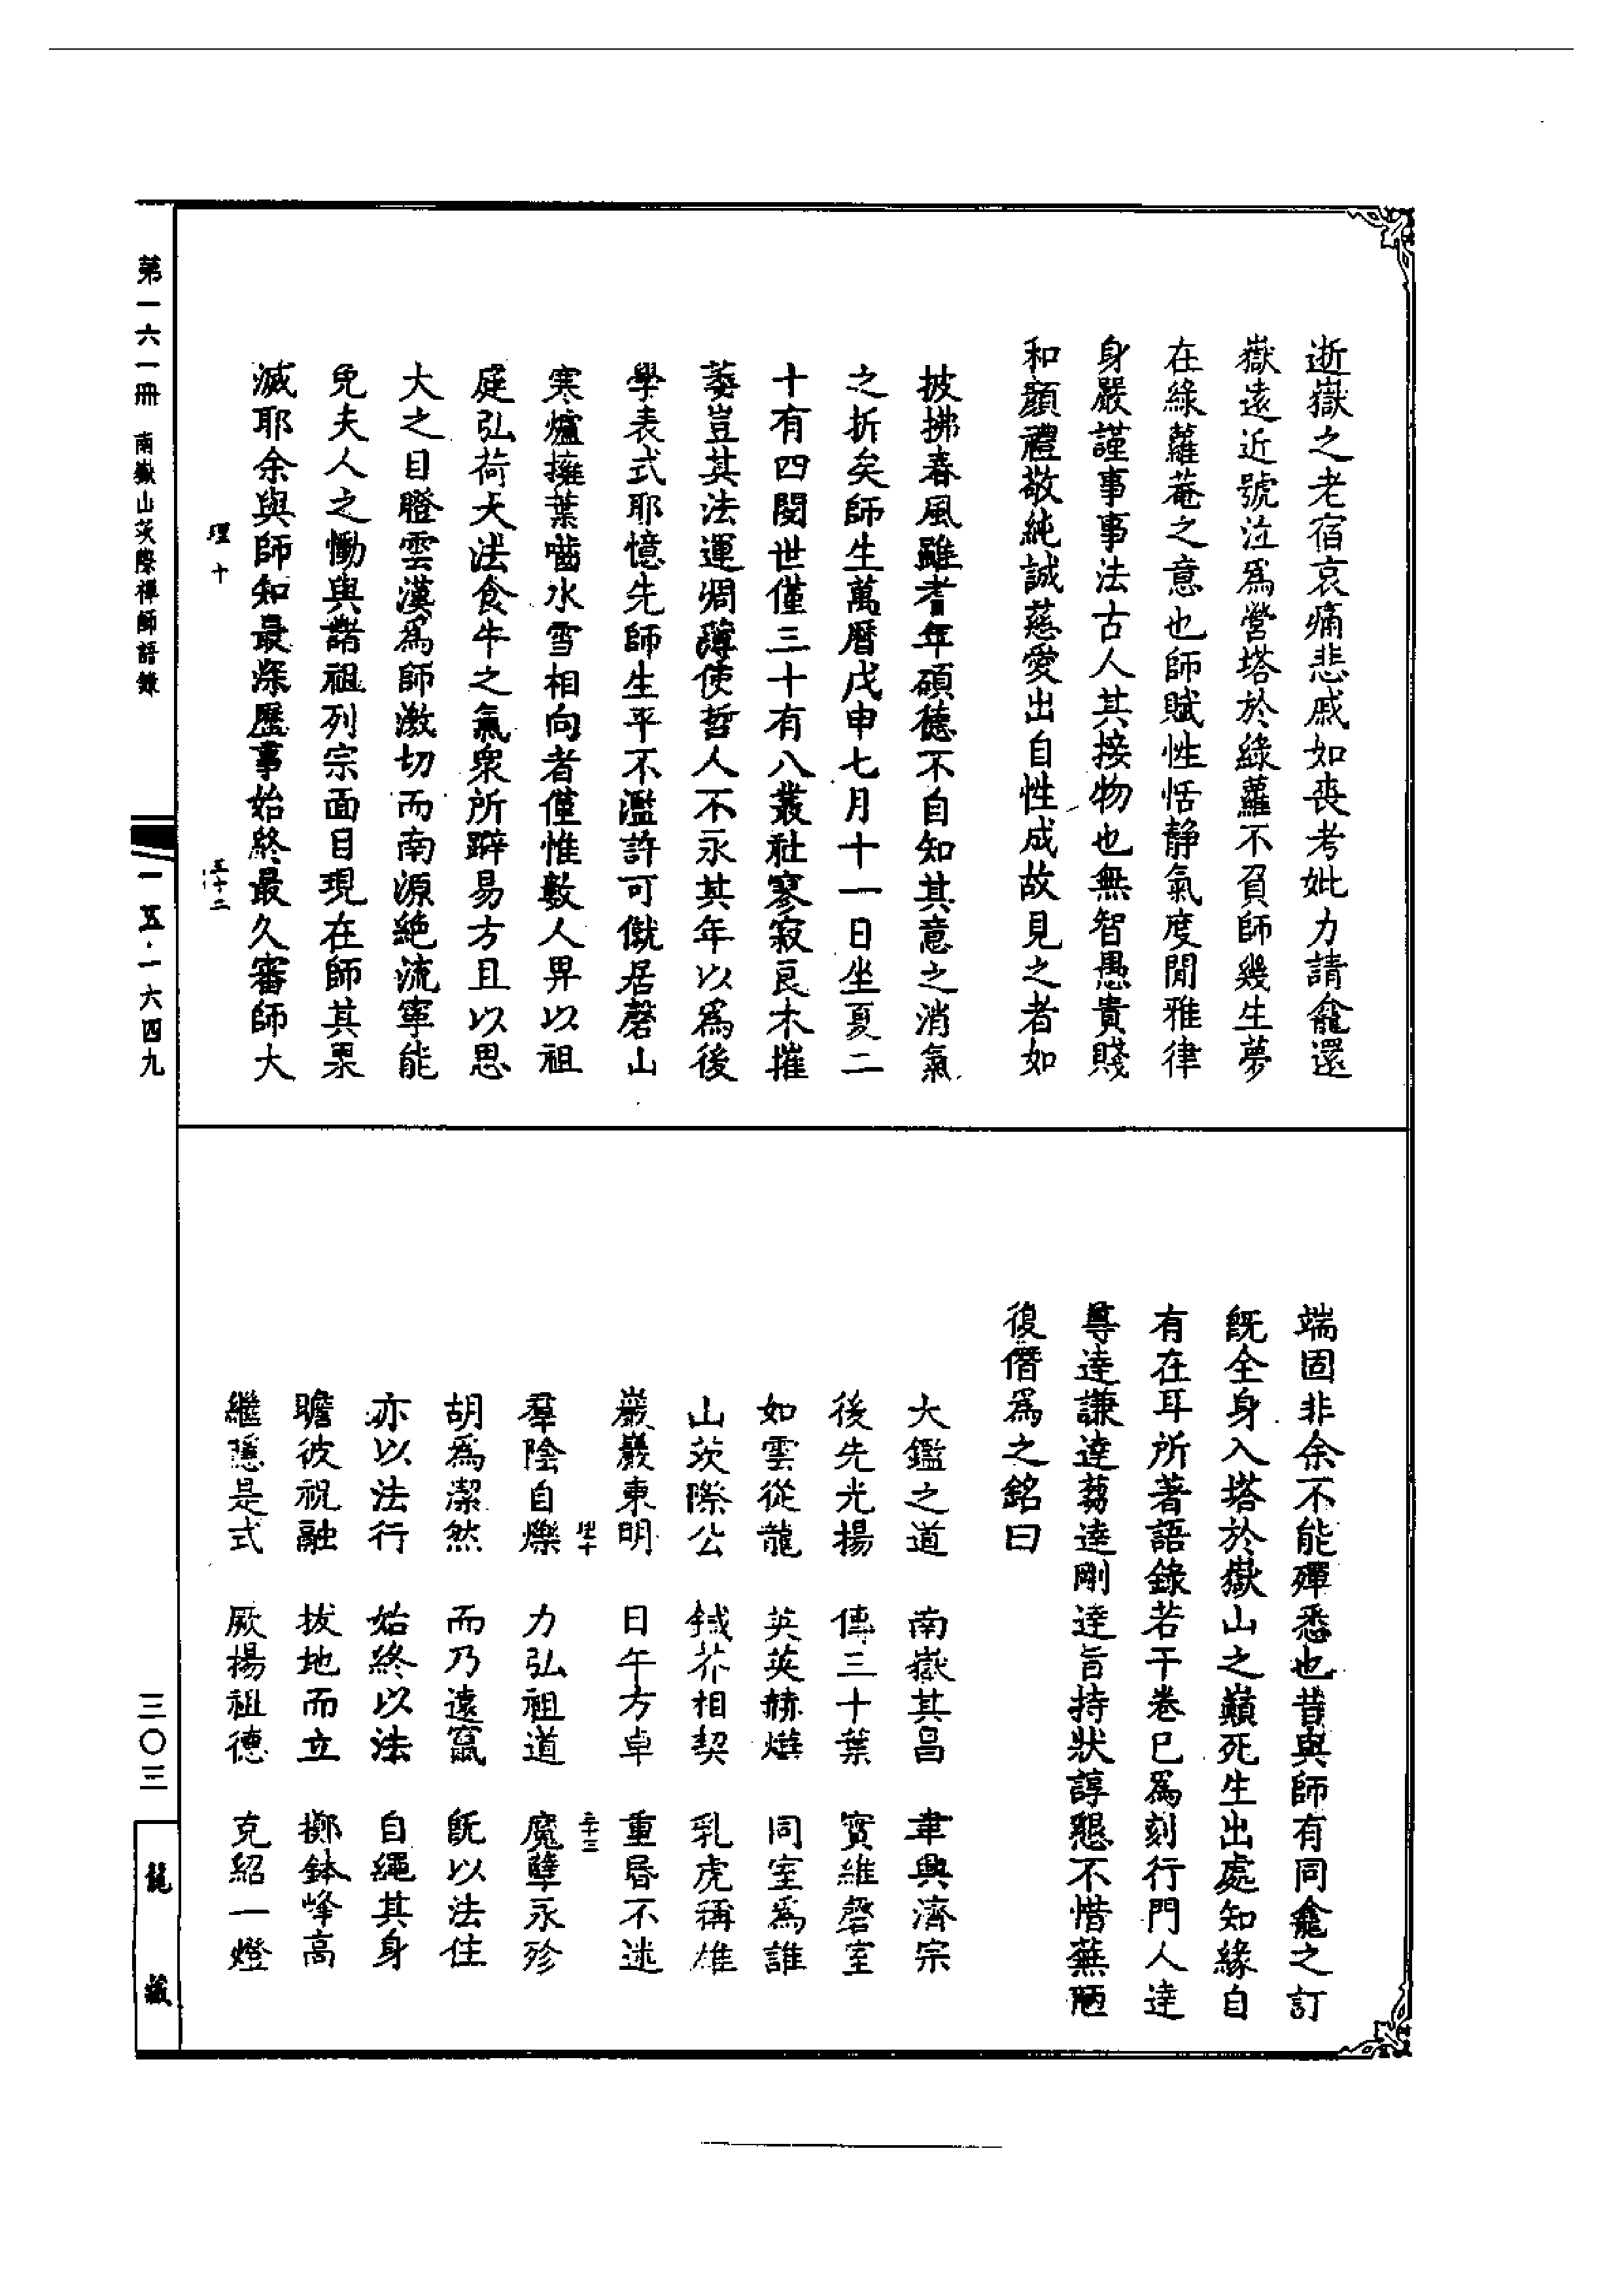 逝嶽之老宿哀痛悲戚如喪考妣力請龕還
嶽遠近號泣爲營塔於綠蘿不負師幾生夢
在綠蘿菴之意也師賦性恬靜氣度閒雅律
身嚴謹事事法古人其接物也無智愚貴賤
和顏禮敬純誠慈愛出自性成故見之者如
披拂春風雖耆年碩德不自知其意之消氣
之折矣師生萬曆戊申七月十一日坐夏二
十有四閱世僅三十有八叢社寥寂良木摧
萎豈其法運凋薄使哲人不永其年以爲後
學表式耶憶先師生平不濫許可僦居磬山
寒爐擁葉嚙水雪相向者僅惟數人畀以祖
庭弘荷大法食牛之氣衆所辟易方且以思
大之目瞪雲漢爲師激切而南源絶流寧能
免夫人之慟與諸祖列宗面目現在師其果
滅耶余與師知最深歷事始終最久審師大
理十
三十二
端固非余不能殫悉也昔與師有同龕之訂
旣全身入塔於嶽山之巔死生出處知緣自
有在耳所著語錄若干卷已爲刻行門人達
尊達謙達蒭達剛達旨持狀諄懇不惜蕪陋
復僭爲之銘曰
大鑑之道 南嶽其昌 聿興濟宗
後先光揚 傳三十葉 實維磬室
如雲從龍 英英赫爀 同室爲誰
山茨際公 鍼芥相契 乳虎稱雄
巖巖東明 日午方卓 重昏不迷
理十
三十三
羣陰自爍 力弘祖道 魔孽永殄
胡爲潔然 而乃遠竄 旣以法住
亦以法行 始終以法 自繩其身
瞻彼祝融 拔地而立 擲鉢峰高
繼隱是式 厥揚祖德 克紹一燈
第一六一冊 南嶽山茨際禪師語錄
一五·一六四九
三〇三
龍藏